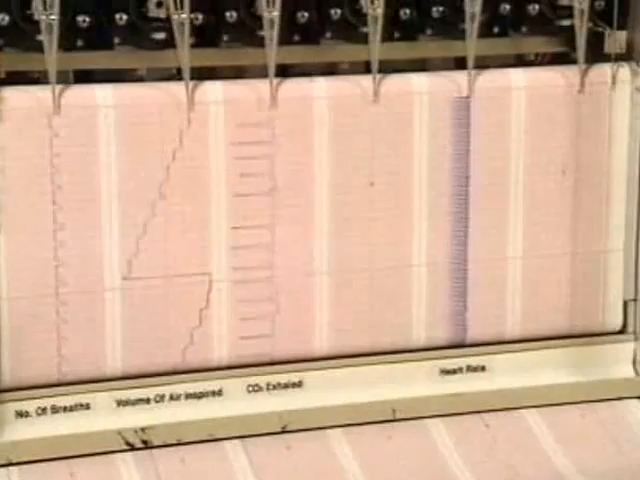 No. Of Breaths
Volume Of Air Inspired
CO₂ Exhaled
Heart Rate